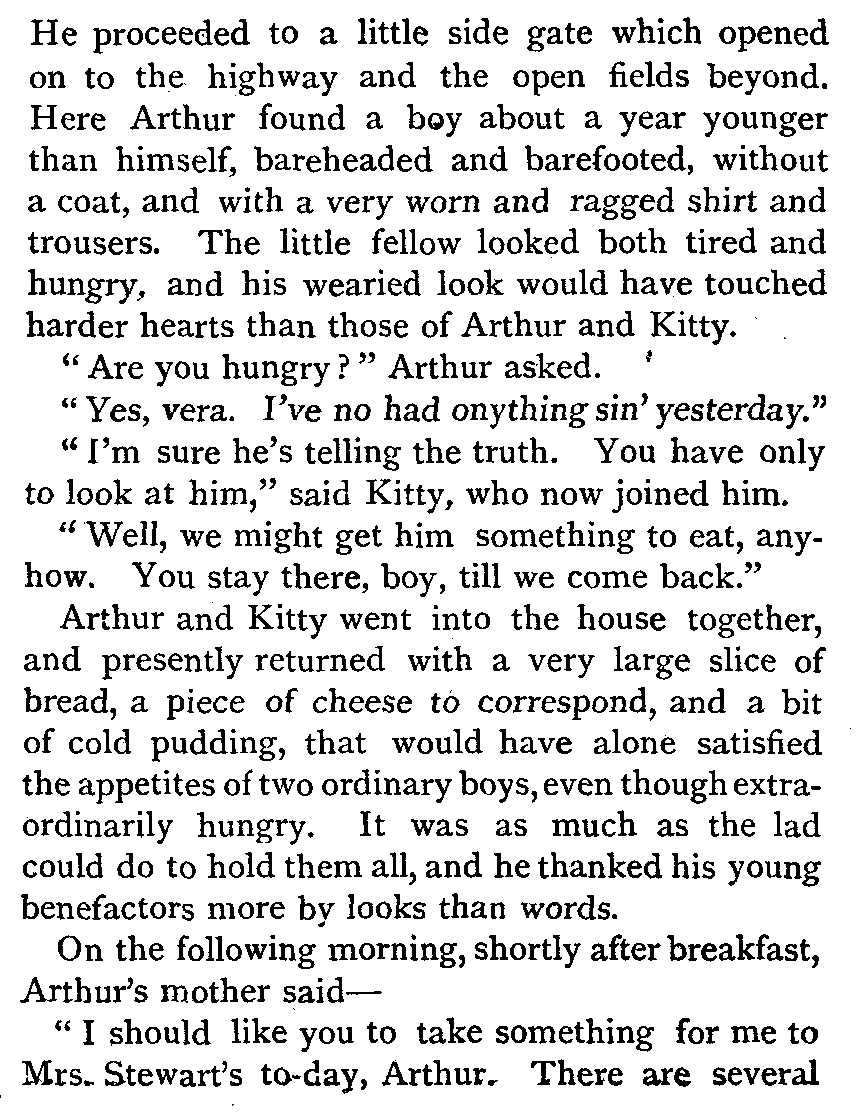 He proceeded to a little side gate which opened
on to the highway and the open fields beyond.
Here Arthur found a boy about a year younger
than himself, bareheaded and barefooted, without
a coat, and with a very worn and ragged shirt and
trousers. The little fellow looked both tired and
hungry, and his wearied look would have touched
harder hearts than those of Arthur and Kitty.
“Are you hungry?” Arthur asked.
“Yes, vera. I’ve no had onything sin’ yesterday.”
“I’m sure he’s telling the truth. You have only
to look at him,” said Kitty, who now joined him.
“Well, we might get him something to eat, any-
how. You stay there, boy, till we come back.”
Arthur and Kitty went into the house together,
and presently returned with a very large slice of
bread, a piece of cheese to correspond, and a bit
of cold pudding, that would have alone satisfied
the appetites of two ordinary boys, even though extra-
ordinarily hungry. It was as much as the lad
could do to hold them all, and he thanked his young
benefactors more by looks than words.
On the following morning, shortly after breakfast,
Arthur’s mother said—
“I should like you to take something for me to
Mrs. Stewart’s to-day, Arthur. There are several